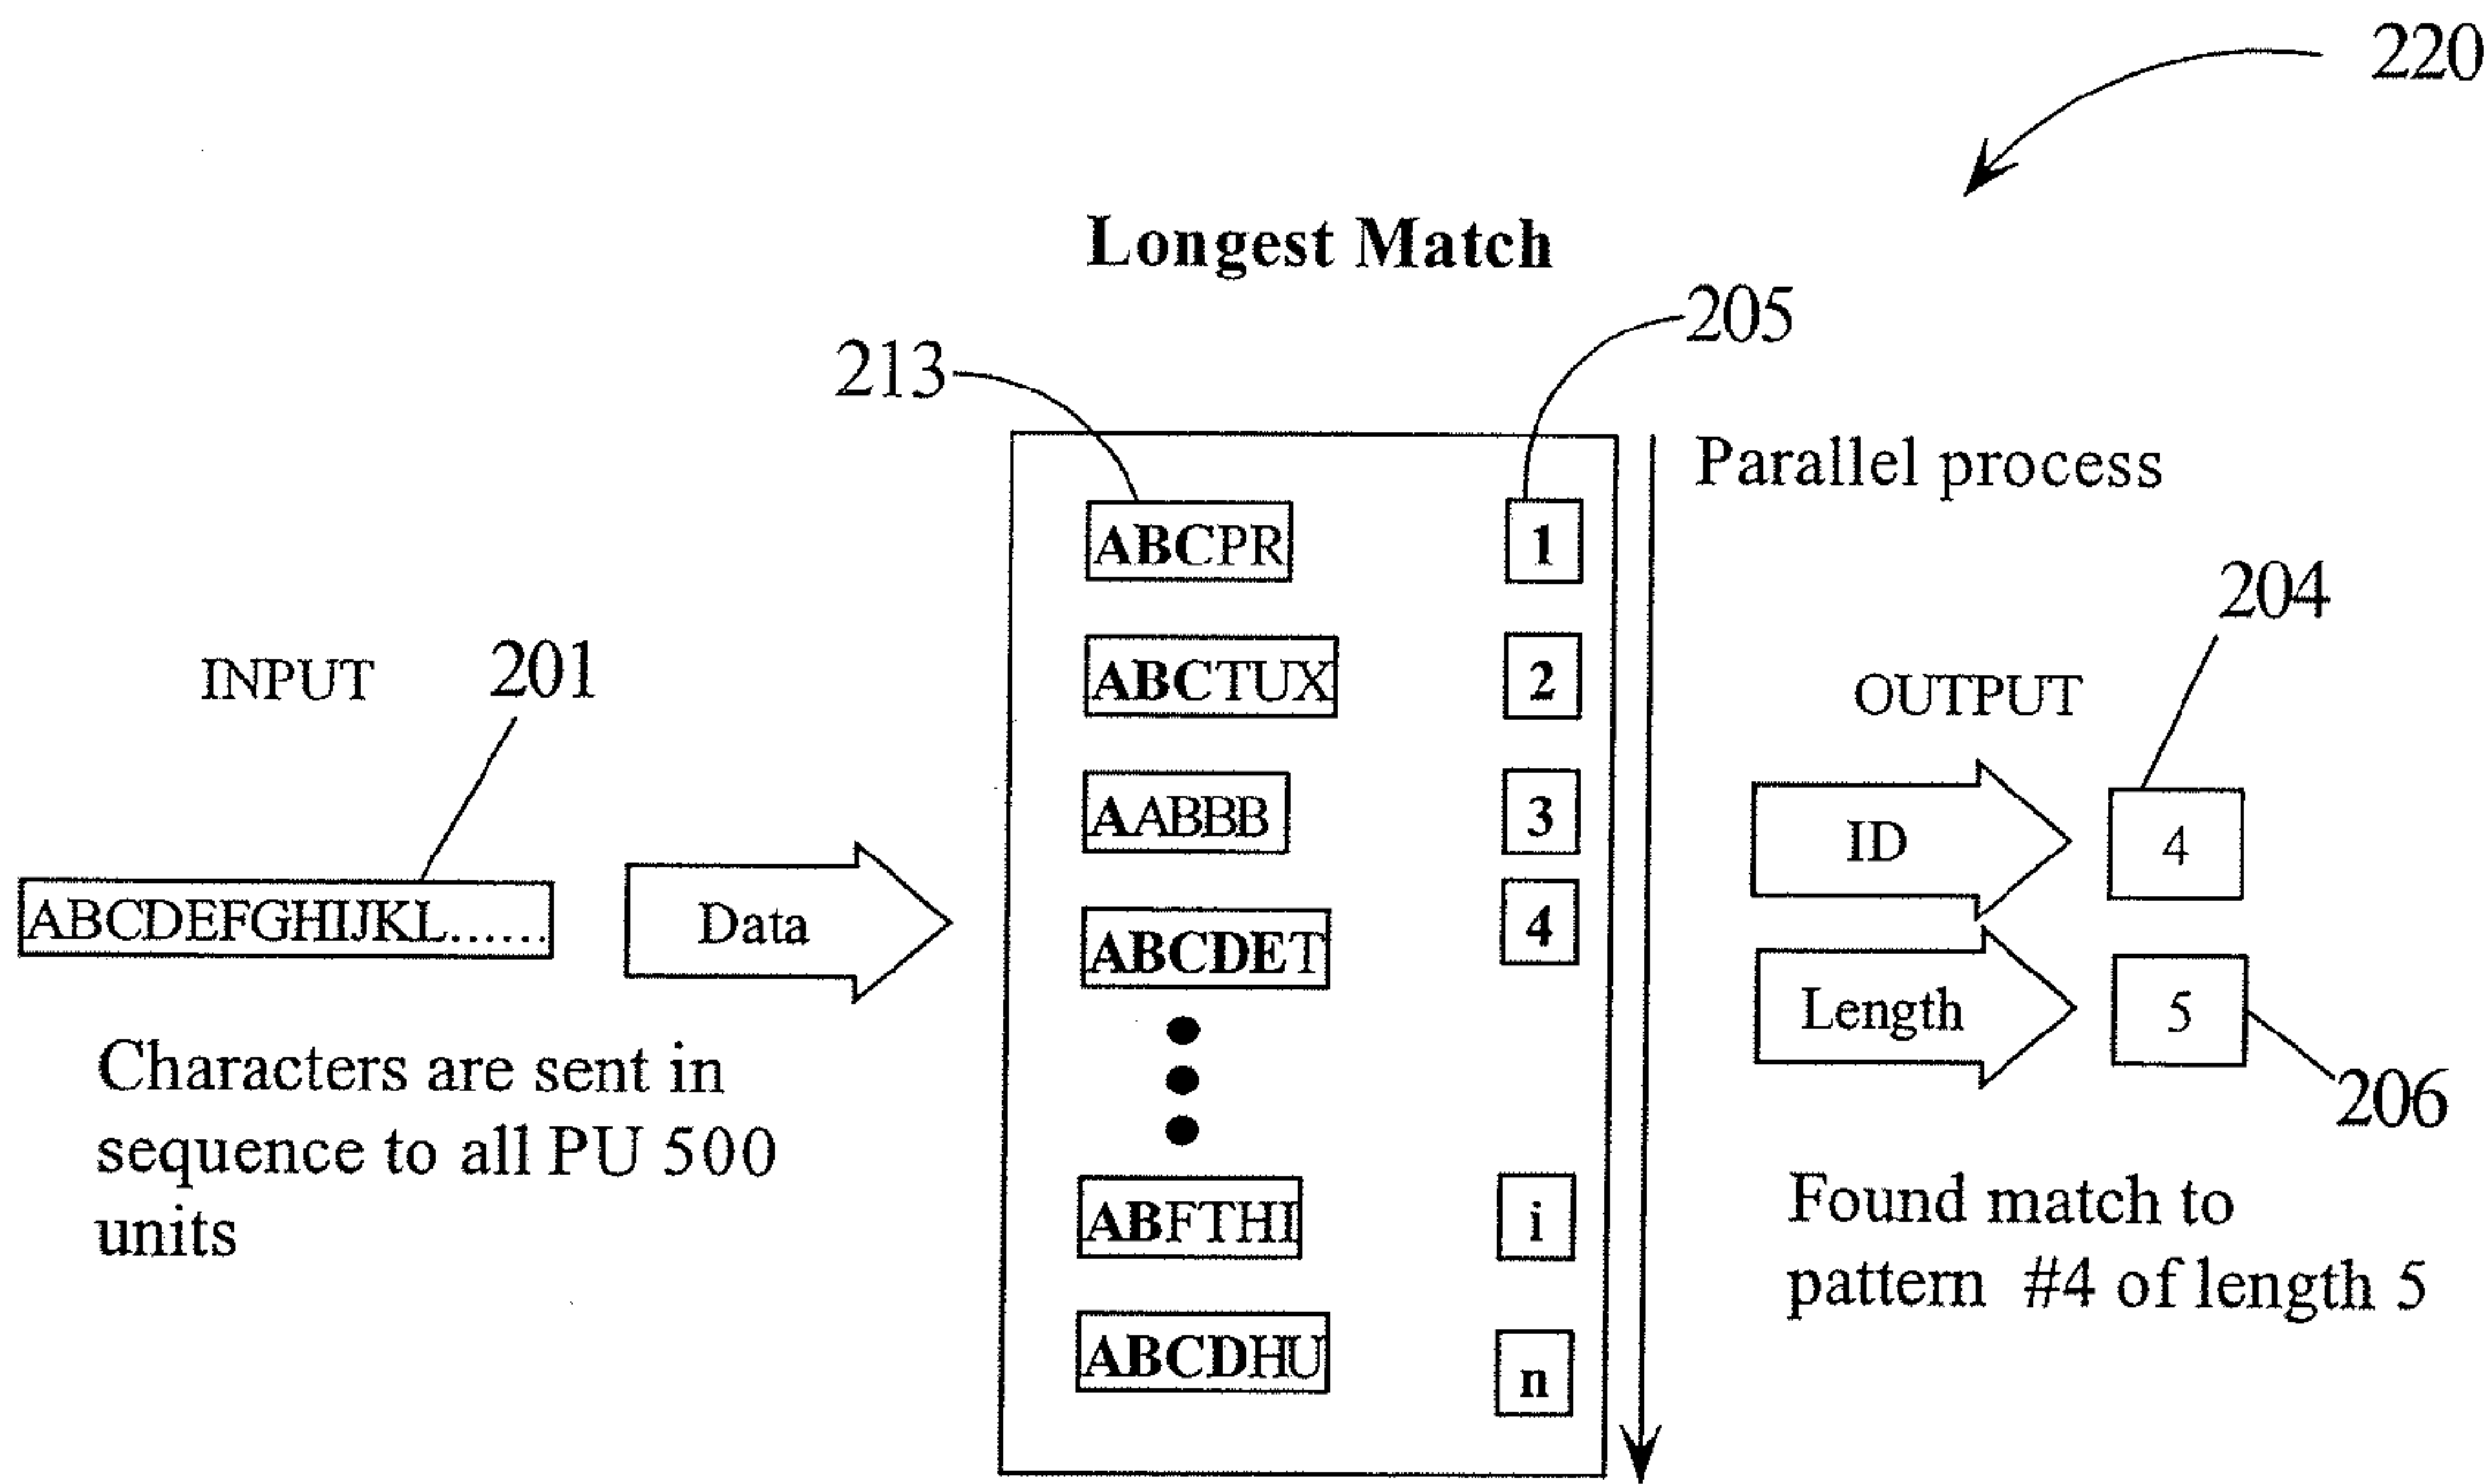 220
Longest Match
205
213
Parallel process
ABCPR
1
204
INPUT
201
ABCTUX
2
OUTPUT
AABBB
3
ID
4
ABCDEFGHIJKL......
Data
ABCDET
4
Length
5
206
Characters are sent in
sequence to all PU 500
units
ABFTHI
i
Found match to
pattern #4 of length 5
ABCDHU
n